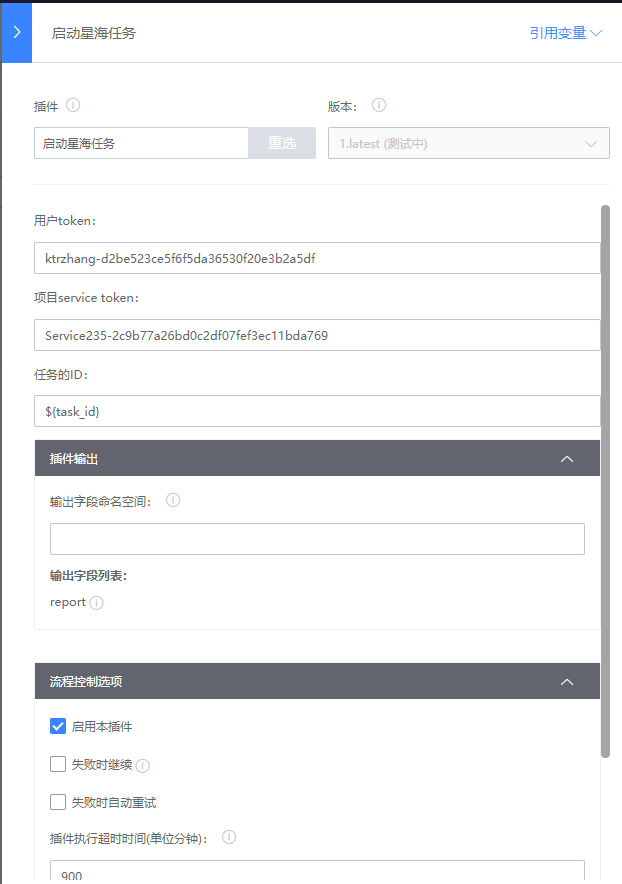 启动星海任务
引用变量
插件
版本：
启动星海任务
重选
1.latest (测试中)
用户token：
ktrzhang-d2be523ce5f6f5da36530f20e3b2a5df
项目service token：
Service235-2c9b77a26bd0c2df07fef3ec11bda769
任务的ID：
${task_id}
插件输出
输出字段命名空间：
输出字段列表：
report
流程控制选项
启用本插件
失败时继续
失败时自动重试
插件执行超时时间(单位分钟)：
900